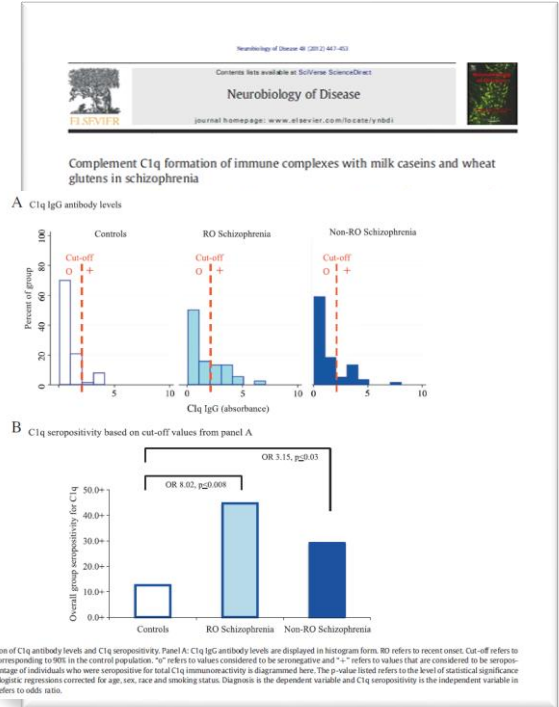 Neurobiology of Disease 48 (2012) 447–453
Contents lists available at SciVerse ScienceDirect
Neurobiology of Disease
ELSEVIER
journal homepage: www.elsevier.com/locate/ynbdi
Complement C1q formation of immune complexes with milk caseins and wheat
glutens in schizophrenia
A C1q IgG antibody levels
Controls
RO Schizophrenia
Non-RO Schizophrenia
Cut-off
o +
Cut-off
o +
Cut-off
o +
Percent of group
100
80
60
40
20
0
5 10
0 5 10
0 5 10
C1q IgG (absorbance)
B C1q seropositivity based on cut-off values from panel A
OR 3.15, p≤0.03
OR 8.02, p≤0.008
Overall group seropositivity for C1q
50.0+
40.0+
30.0+
20.0+
10.0+
0.0+
Controls RO Schizophrenia Non-RO Schizophrenia
on of C1q antibody levels and C1q seropositivity. Panel A: C1q IgG antibody levels are displayed in histogram form. RO refers to recent onset. Cut-off refers to
orresponding to 90% in the control population. "o" refers to values considered to be seronegative and "+" refers to values that are considered to be seropos-
ntage of individuals who were seropositive for total C1q immunoreactivity is diagrammed here. The p-value listed refers to the level of statistical significance
logistic regressions corrected for age, sex, race and smoking status. Diagnosis is the dependent variable and C1q seropositivity is the independent variable in
efers to odds ratio.